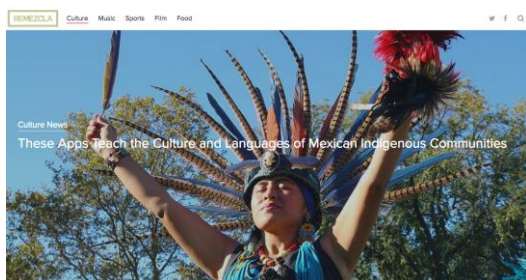 REMEZCLA Culture Music Sports Film Food
Culture News
These Apps Teach the Culture and Languages of Mexican Indigenous Communities